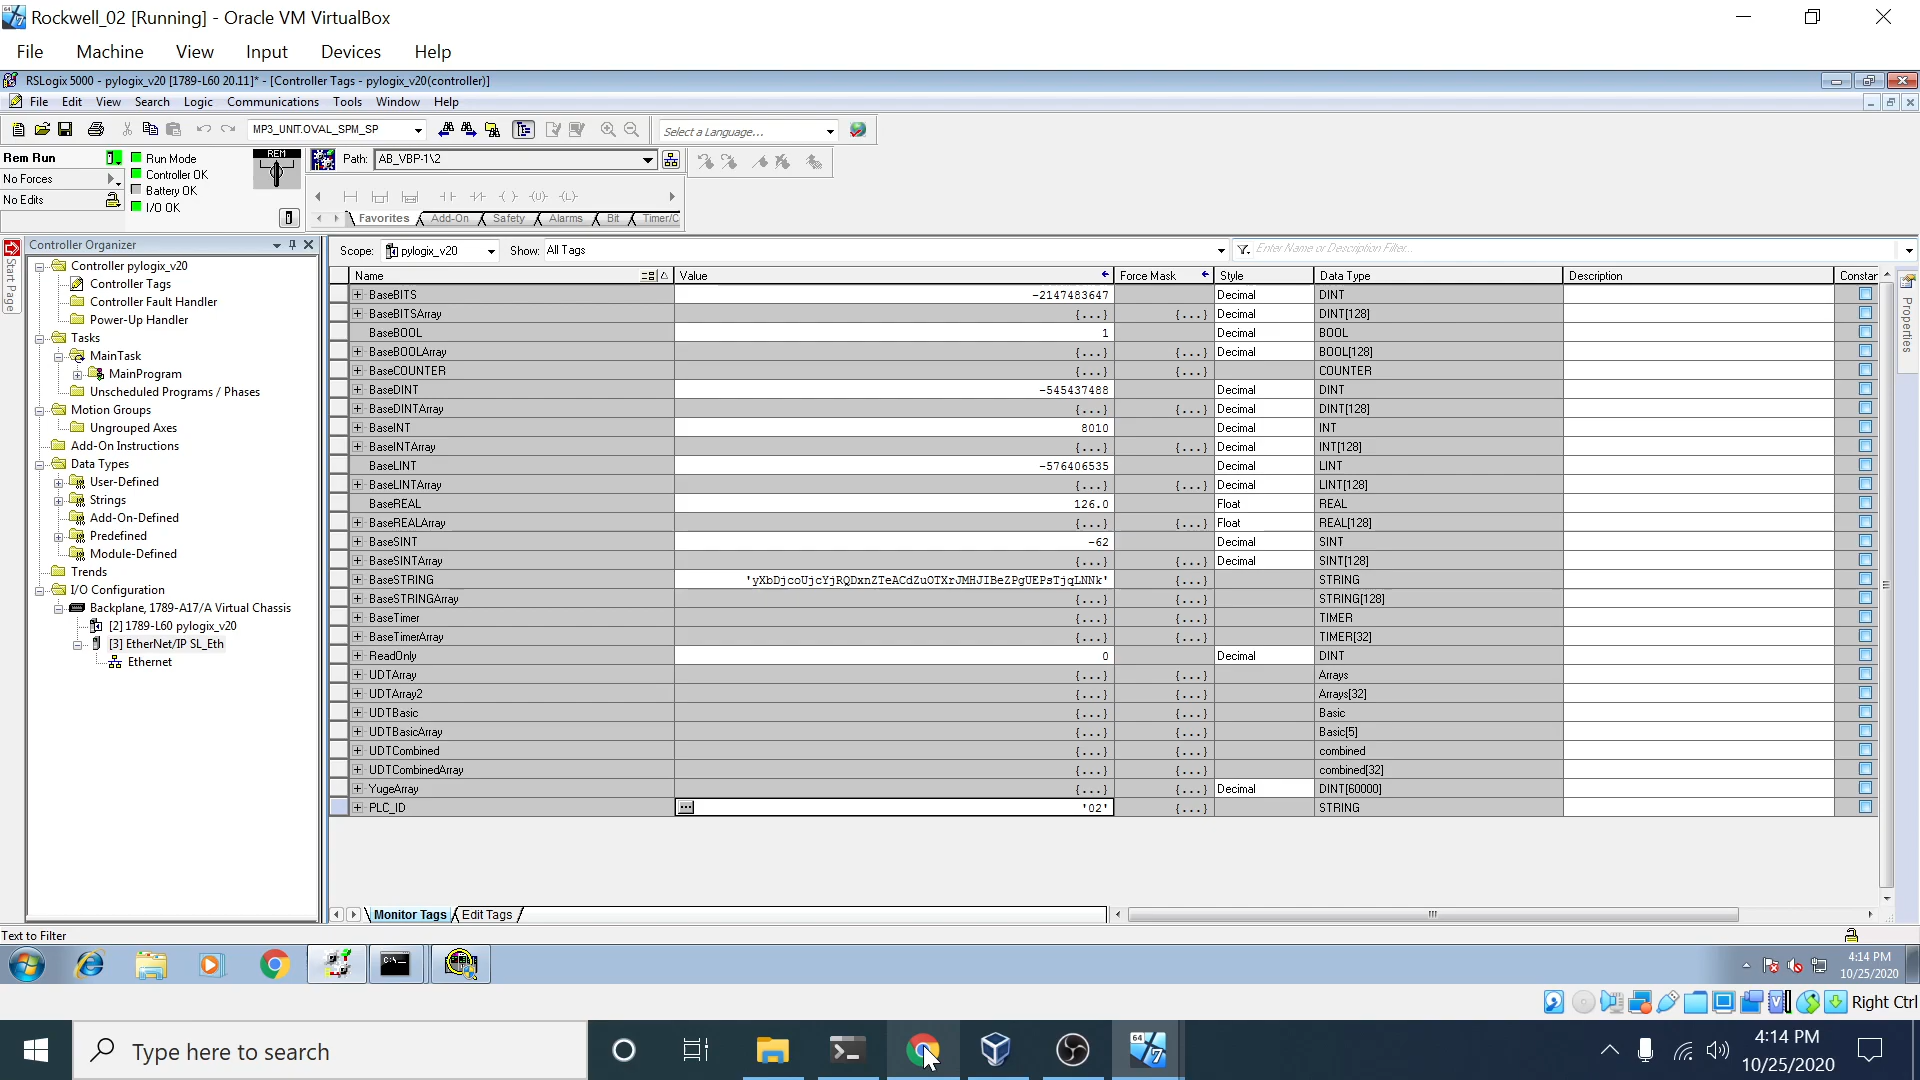 Rockwell_02 [Running] - Oracle VM VirtualBox
File Machine View Input Devices Help
RSLogix 5000 - pylogix_v20 [1789-L60 20.11]* - [Controller Tags - pylogix_v20(controller)]
File Edit View Search Logic Communications Tools Window Help
MP3_UNIT.OVAL_SPM_SP
Select a Language...
Rem Run
No Forces
No Edits
Run Mode
Controller OK
Battery OK
I/O OK
REM
Path: AB_VBP-1\2
Favorites Add-On Safety Alarms Bit Timer/C
Start Page
Controller Organizer
Controller pylogix_v20
Controller Tags
Controller Fault Handler
Power-Up Handler
Tasks
MainTask
MainProgram
Unscheduled Programs / Phases
Motion Groups
Ungrouped Axes
Add-On Instructions
Data Types
User-Defined
Strings
Add-On-Defined
Predefined
Module-Defined
Trends
I/O Configuration
Backplane, 1789-A17/A Virtual Chassis
[2] 1789-L60 pylogix_v20
[3] EtherNet/IP SL_Eth
Ethernet
Scope: pylogix_v20 Show: All Tags Enter Name or Description Filter...
Name Value Force Mask Style Data Type Description Constar
BaseBITS -2147483647 Decimal DINT
BaseBITSArray {...} {...} Decimal DINT[128]
BaseBOOL 1 Decimal BOOL
BaseBOOLArray {...} {...} Decimal BOOL[128]
BaseCOUNTER {...} {...} COUNTER
BaseDINT -545437488 Decimal DINT
BaseDINTArray {...} {...} Decimal DINT[128]
BaseINT 8010 Decimal INT
BaseINTArray {...} {...} Decimal INT[128]
BaseLINT -576406535 Decimal LINT
BaseLINTArray {...} {...} Decimal LINT[128]
BaseREAL 126.0 Float REAL
BaseREALArray {...} {...} Float REAL[128]
BaseSINT -62 Decimal SINT
BaseSINTArray {...} {...} Decimal SINT[128]
BaseSTRING 'yXbDjcoUjcYjRQDxnZTeACdZuOTXrJMHJIBeZPgUEPsTjqLNNk' {...} STRING
BaseSTRINGArray {...} {...} STRING[128]
BaseTimer {...} {...} TIMER
BaseTimerArray {...} {...} TIMER[32]
ReadOnly 0 Decimal DINT
UDTArray {...} {...} Arrays
UDTArray2 {...} {...} Arrays[32]
UDTBasic {...} {...} Basic
UDTBasicArray {...} {...} Basic[5]
UDTCombined {...} {...} combined
UDTCombinedArray {...} {...} combined[32]
YugeArray {...} {...} Decimal DINT[60000]
PLC_ID '02' {...} STRING
Properties
Monitor Tags Edit Tags
Text to Filter
4:14 PM
10/25/2020
Right Ctrl
Type here to search
4:14 PM
10/25/2020